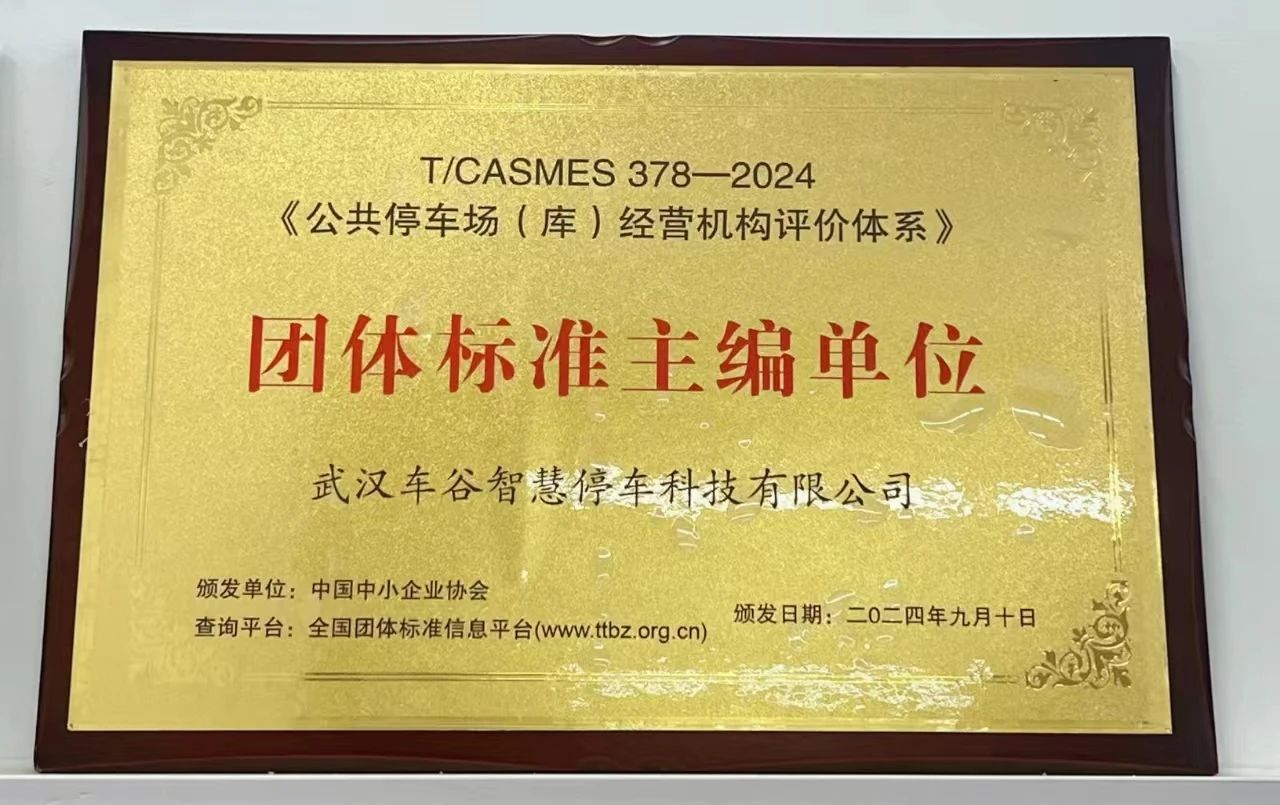 T/CASMES 378—2024
《公共停车场（库）经营机构评价体系》
团体标准主编单位
武汉车谷智慧停车科技有限公司
颁发单位：中国中小企业协会
查询平台：全国团体标准信息平台(www.ttbz.org.cn)
颁发日期：二0二四年九月十日